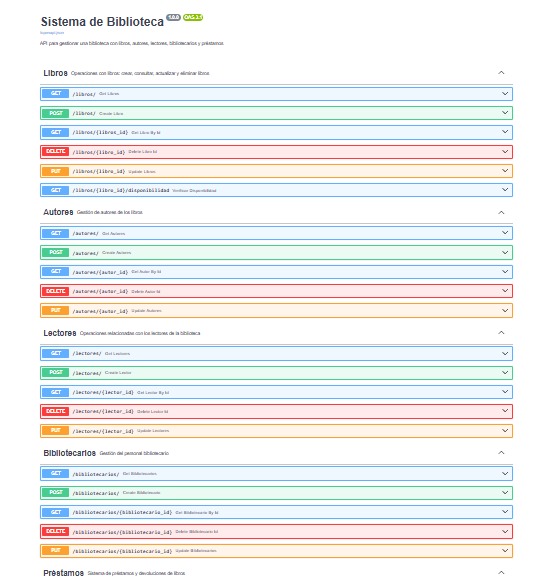 Sistema de Biblioteca 1.0.0 OAS 3.1
/openapi.json
API para gestionar una biblioteca con libros, autores, lectores, bibliotecarios y préstamos
Libros Operaciones con libros: crear, consultar, actualizar y eliminar libros
GET /libros/ Get Libros
POST /libros/ Create Libro
GET /libros/{libros_id} Get Libro By Id
DELETE /libros/{libro_id} Delete Libro Id
PUT /libros/{libro_id} Update Libros
GET /libros/{libro_id}/disponibilidad Verificar Disponibilidad
Autores Gestión de autores de los libros
GET /autores/ Get Autores
POST /autores/ Create Autores
GET /autores/{autor_id} Get Autor By Id
DELETE /autores/{autor_id} Delete Autor Id
PUT /autores/{autor_id} Update Autores
Lectores Operaciones relacionadas con los lectores de la biblioteca
GET /lectores/ Get Lectores
POST /lectores/ Create Lector
GET /lectores/{lector_id} Get Lector By Id
DELETE /lectores/{lector_id} Delete Lector Id
PUT /lectores/{lector_id} Update Lectores
Bibliotecarios Gestión del personal bibliotecario
GET /bibliotecarios/ Get Bibliotecarios
POST /bibliotecarios/ Create Bibliotecario
GET /bibliotecarios/{bibliotecario_id} Get Bibliotecario By Id
DELETE /bibliotecarios/{bibliotecario_id} Delete Bibliotecario Id
PUT /bibliotecarios/{bibliotecario_id} Update Bibliotecarios
Préstamos Sistema de préstamos y devoluciones de libros